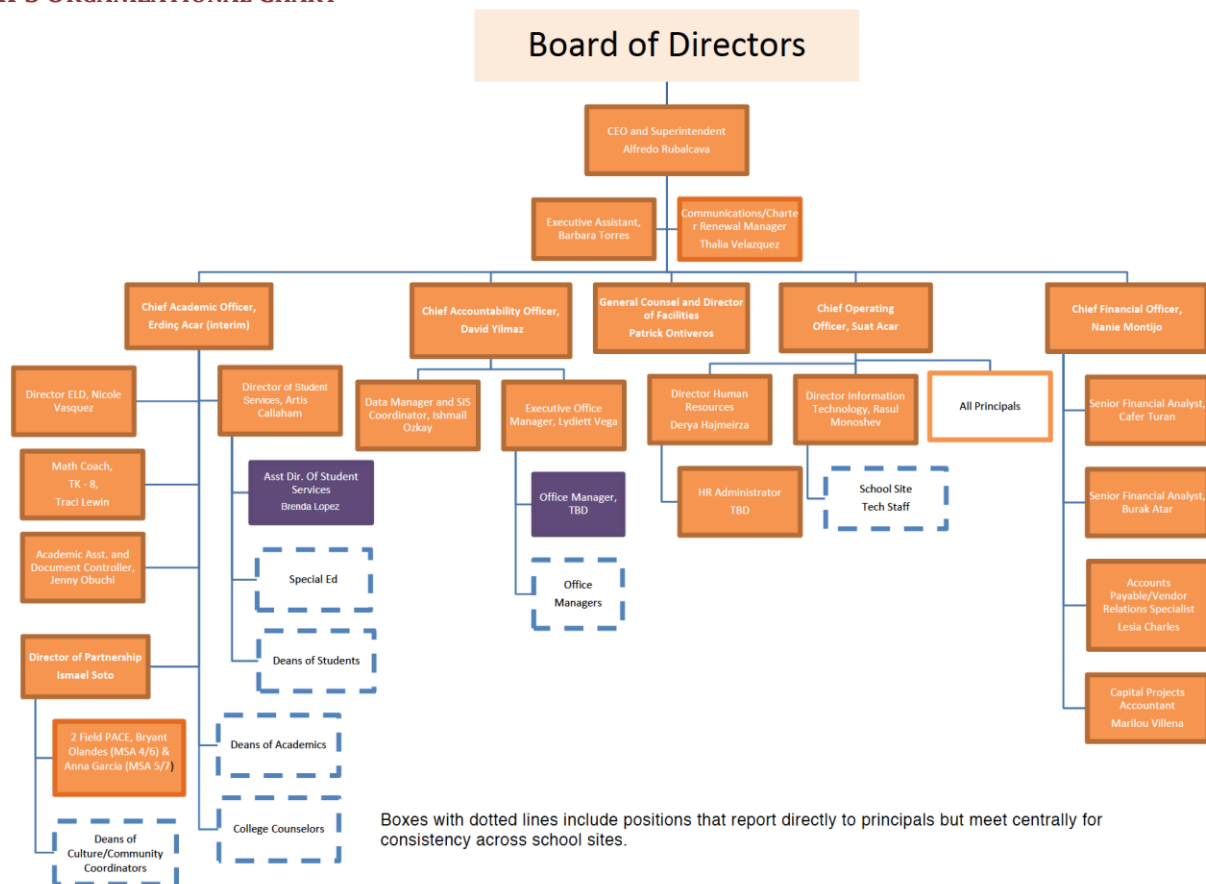 ORGANIZATIONAL CHART
Board of Directors
CEO and Superintendent
Alfredo Rubalcava
Executive Assistant,
Barbara Torres
Communications/Charte
r Renewal Manager
Thalia Velazquez
Chief Academic Officer,
Erdinç Acar (interim)
Chief Accountability Officer,
David Yilmaz
General Counsel and Director
of Facilities
Patrick Ontiveros
Chief Operating
Officer, Suat Acar
Chief Financial Officer,
Nanie Montijo
Director ELD, Nicole
Vasquez
Director of Student
Services, Artis
Callaham
Data Manager and SIS
Coordinator, Ishmail
Ozkay
Executive Office
Manager, Lydiett Vega
Director Human
Resources
Derya Hajmeirza
Director Information
Technology, Rasul
Monoshev
All Principals
Senior Financial Analyst,
Cafer Turan
Math Coach,
TK - 8,
Traci Lewin
Asst Dir. Of Student
Services
Brenda Lopez
Office Manager,
TBD
HR Administrator
TBD
School Site
Tech Staff
Senior Financial Analyst,
Burak Atar
Academic Asst. and
Document Controller,
Jenny Obuchi
Special Ed
Office
Managers
Accounts
Payable/Vendor
Relations Specialist
Lesia Charles
Director of Partnership
Ismael Soto
Deans of Students
Capital Projects
Accountant
Marilou Villena
2 Field PACE, Bryant
Olandes (MSA 4/6) &
Anna Garcia (MSA 5/7)
Deans of Academics
Deans of
Culture/Community
Coordinators
College Counselors
Boxes with dotted lines include positions that report directly to principals but meet centrally for
consistency across school sites.